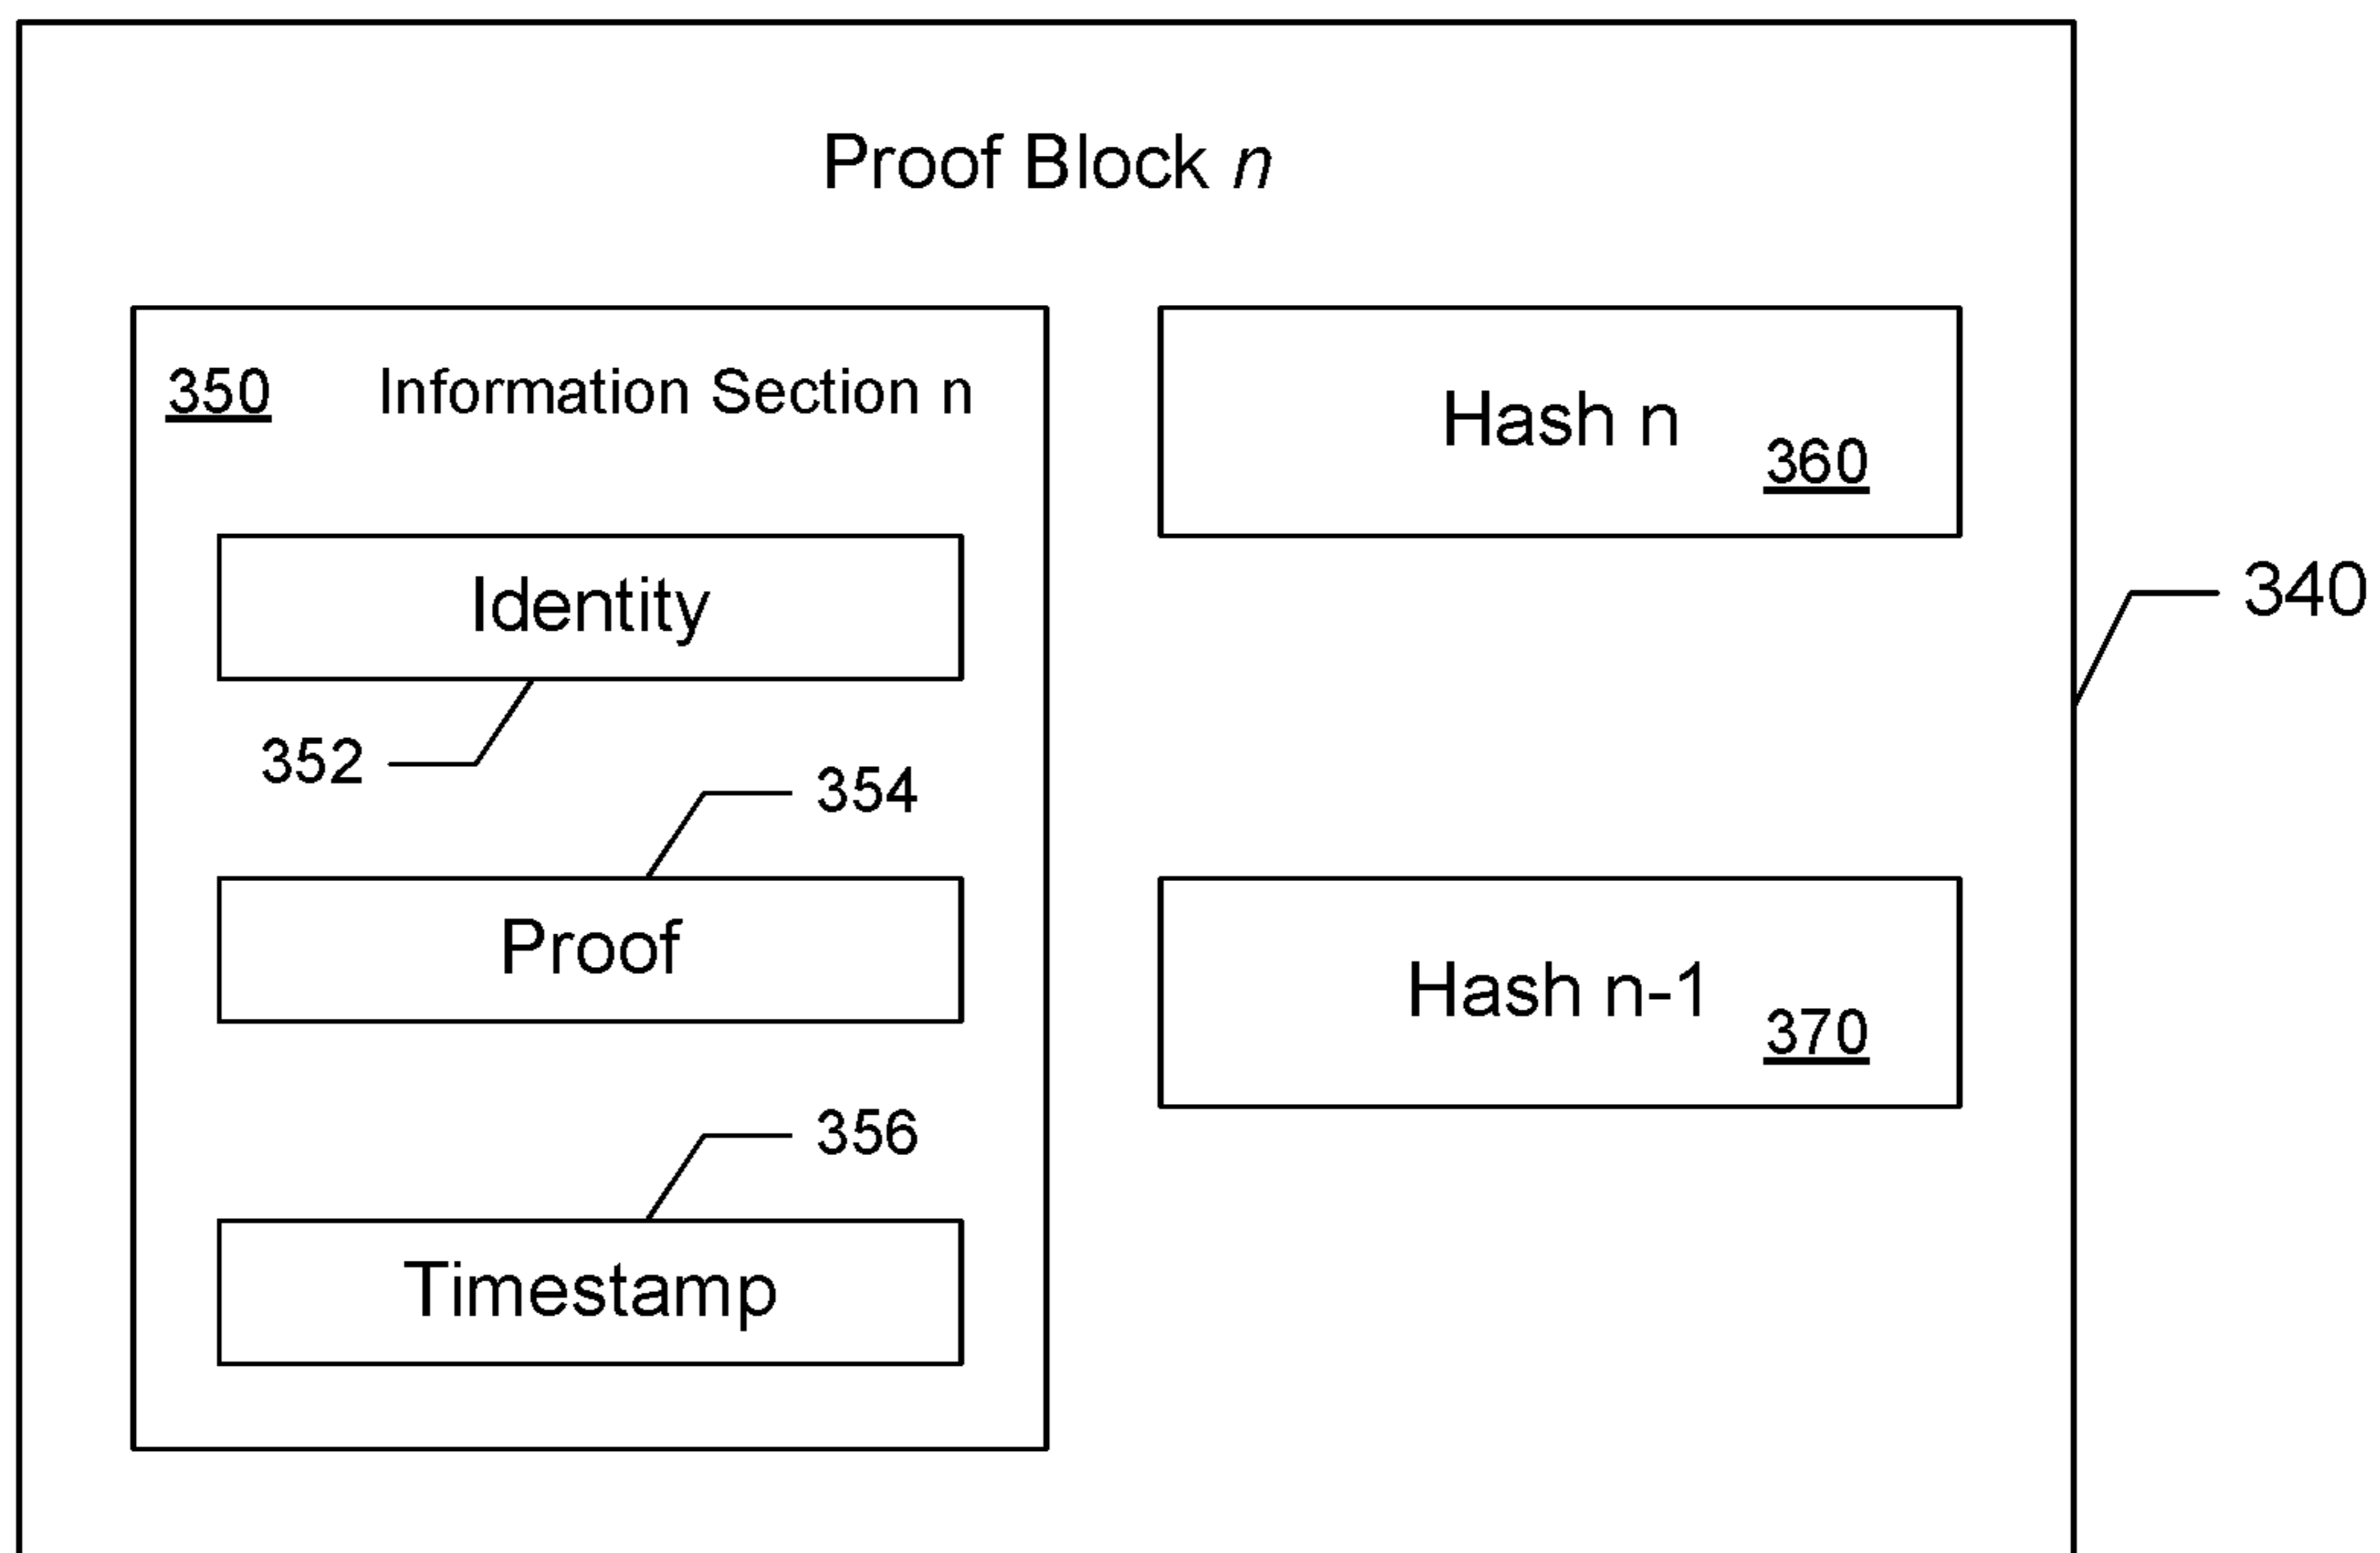 Proof Block n
350 Information Section n
Identity
352
354
Proof
356
Timestamp
Hash n
360
Hash n-1
370
340